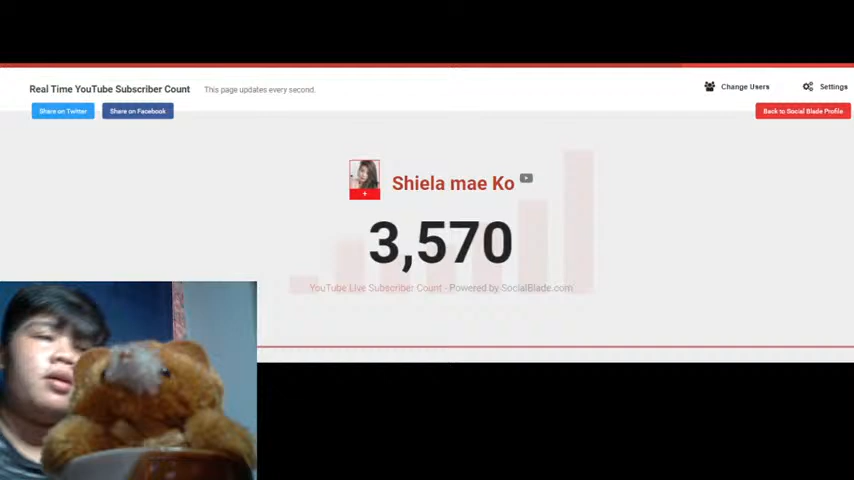 Real Time YouTube Subscriber Count This page updates every second.
Change Users Settings
Share on Twitter Share on Facebook
Back to Social Blade Profile
Shiela mae Ko
3,570
YouTube Live Subscriber Count - Powered by SocialBlade.com